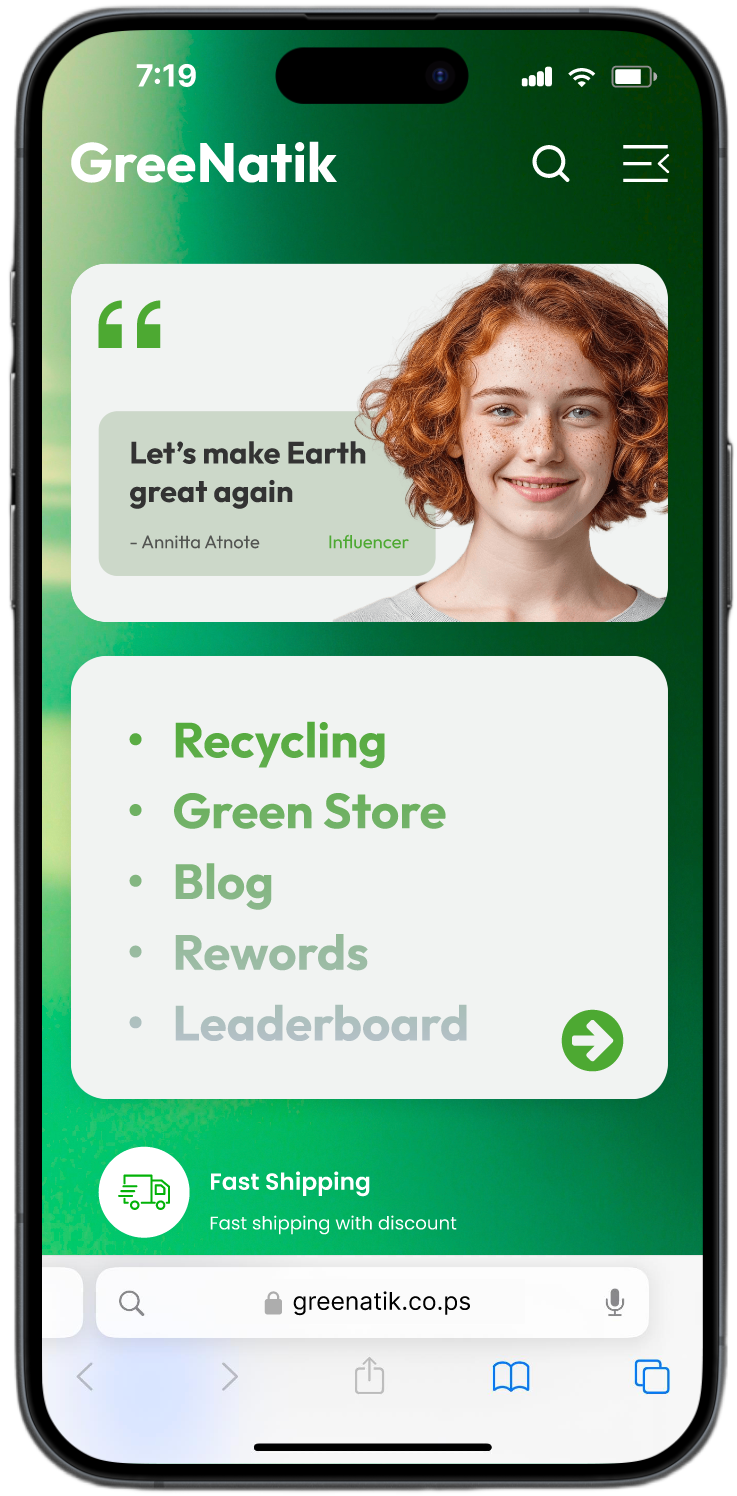 7:19
GreeNatik
“
Let’s make Earth
great again
- Annitta Atnote Influencer
• Recycling
• Green Store
• Blog
• Rewords
• Leaderboard
Fast Shipping
Fast shipping with discount
greenatik.co.ps